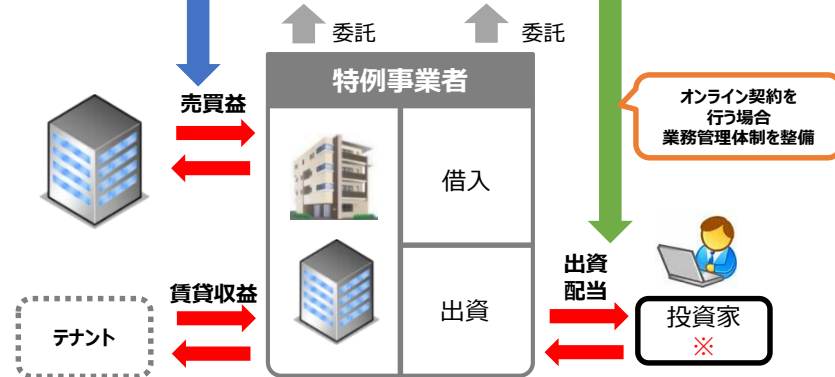 委託
委託
特例事業者
売買益
オンライン契約を
行う場合
業務管理体制を整備
借入
出資
配当
賃貸収益
出資
テナント
投資家
※